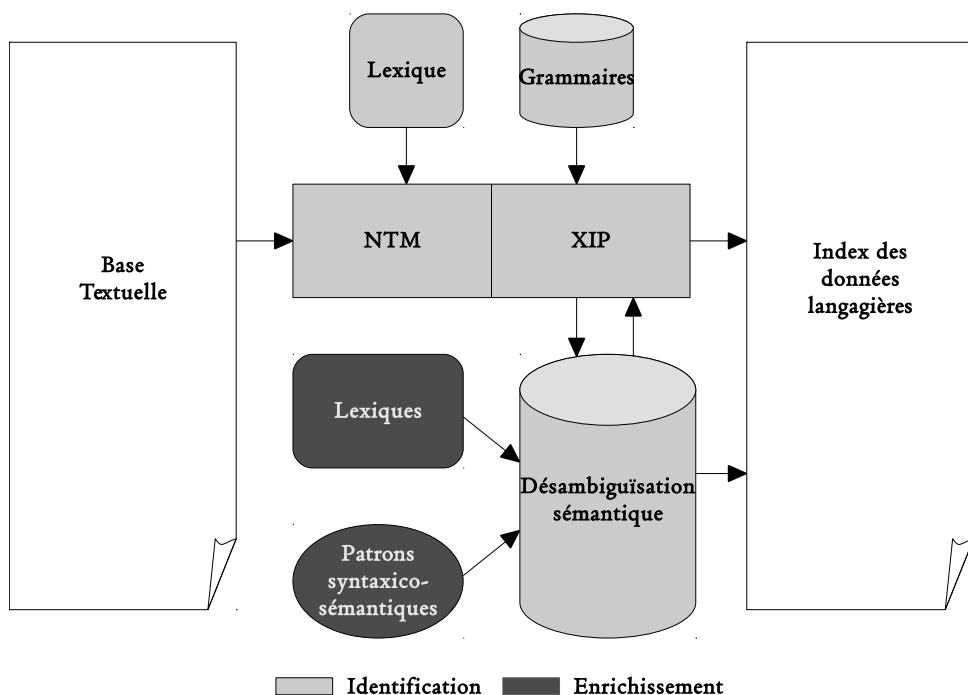 Lexique
Grammaires
NTM
XIP
Base
Textuelle
Index des
données
langagières
Lexiques
Désambiguïsation
sémantique
Patrons
syntaxico-
sémantiques
Identification
Enrichissement